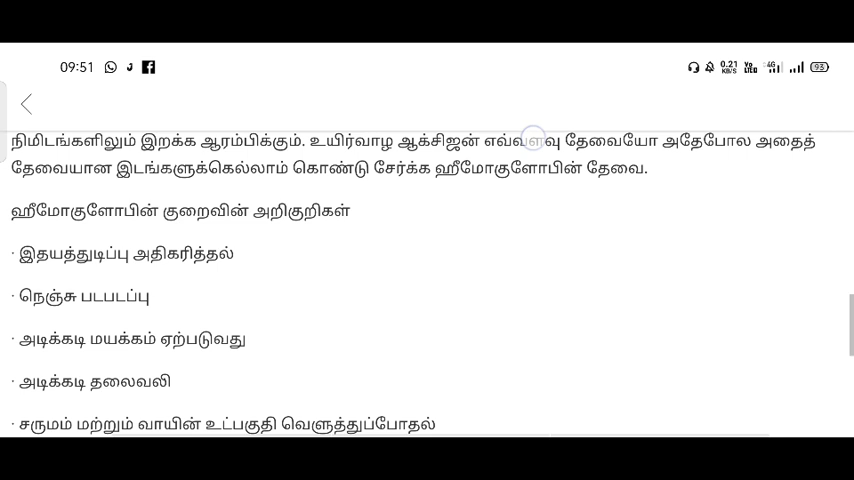 09:51
0.21 KB/S
4G
93
நிமிடங்களிலும் இறக்க ஆரம்பிக்கும். உயிர்வாழ ஆக்சிஜன் எவ்வளவு தேவையோ அதேபோல அதைத்
தேவையான இடங்களுக்கெல்லாம் கொண்டு சேர்க்க ஹீமோகுளோபின் தேவை.
ஹீமோகுளோபின் குறைவின் அறிகுறிகள்
· இதயத்துடிப்பு அதிகரித்தல்
· நெஞ்சு படபடப்பு
· அடிக்கடி மயக்கம் ஏற்படுவது
· அடிக்கடி தலைவலி
· சருமம் மற்றும் வாயின் உட்பகுதி வெளுத்துப்போதல்